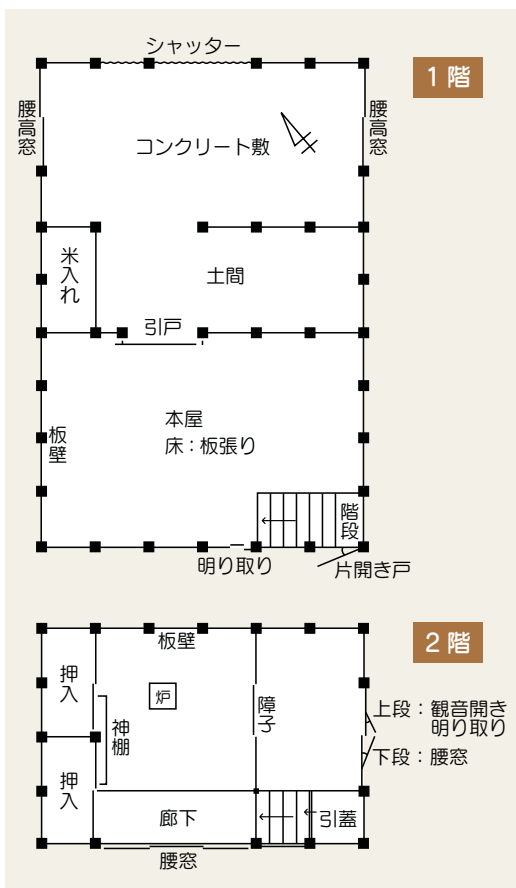 シャッター
1階
腰高窓
腰高窓
コンクリート敷
米入れ
土間
引戸
本屋
床：板張り
板壁
階段
明り取り
片開き戸
2階
板壁
押入
炉
神棚
障子
上段：観音開き
明り取り
下段：腰窓
押入
廊下
引蓋
腰窓